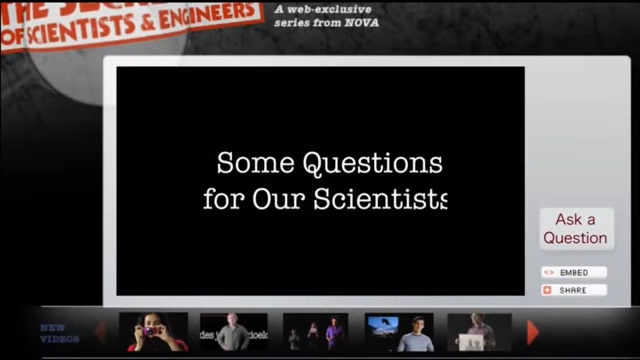 OF SCIENTISTS & ENGINEERS
A web-exclusive
series from NOVA
Some Questions
for Our Scientists
Ask a
Question
<> EMBED
SHARE
NEW
VIDEOS